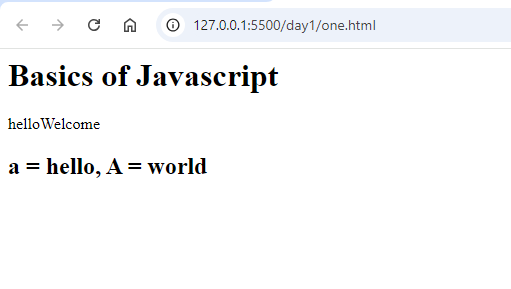 127.0.0.1:5500/day1/one.html
Basics of Javascript
helloWelcome
a = hello, A = world